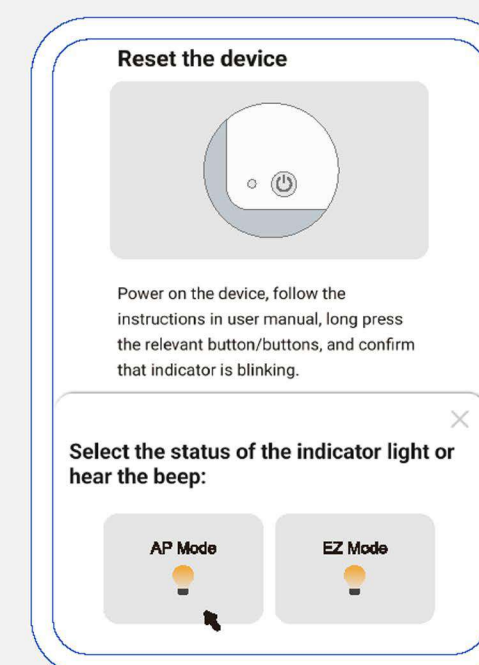 Reset the device
Power on the device, follow the
instructions in user manual, long press
the relevant button/buttons, and confirm
that indicator is blinking.
Select the status of the indicator light or
hear the beep:
AP Mode
EZ Mode